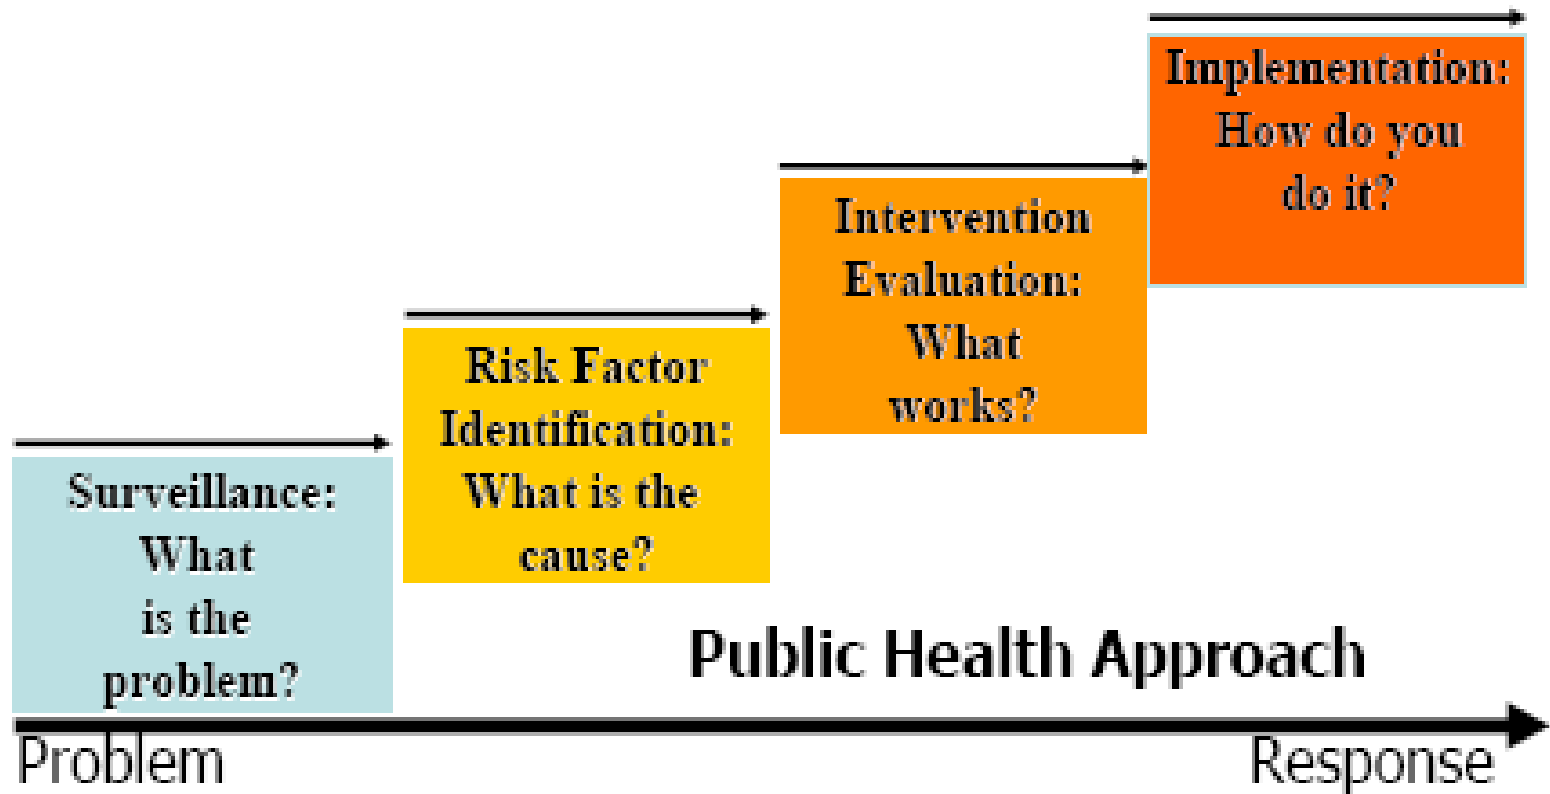 Surveillance:
What
is the
problem?
Risk Factor
Identification:
What is the
cause?
Intervention
Evaluation:
What
works?
Implementation:
How do you
do it?
Public Health Approach
Problem
Response